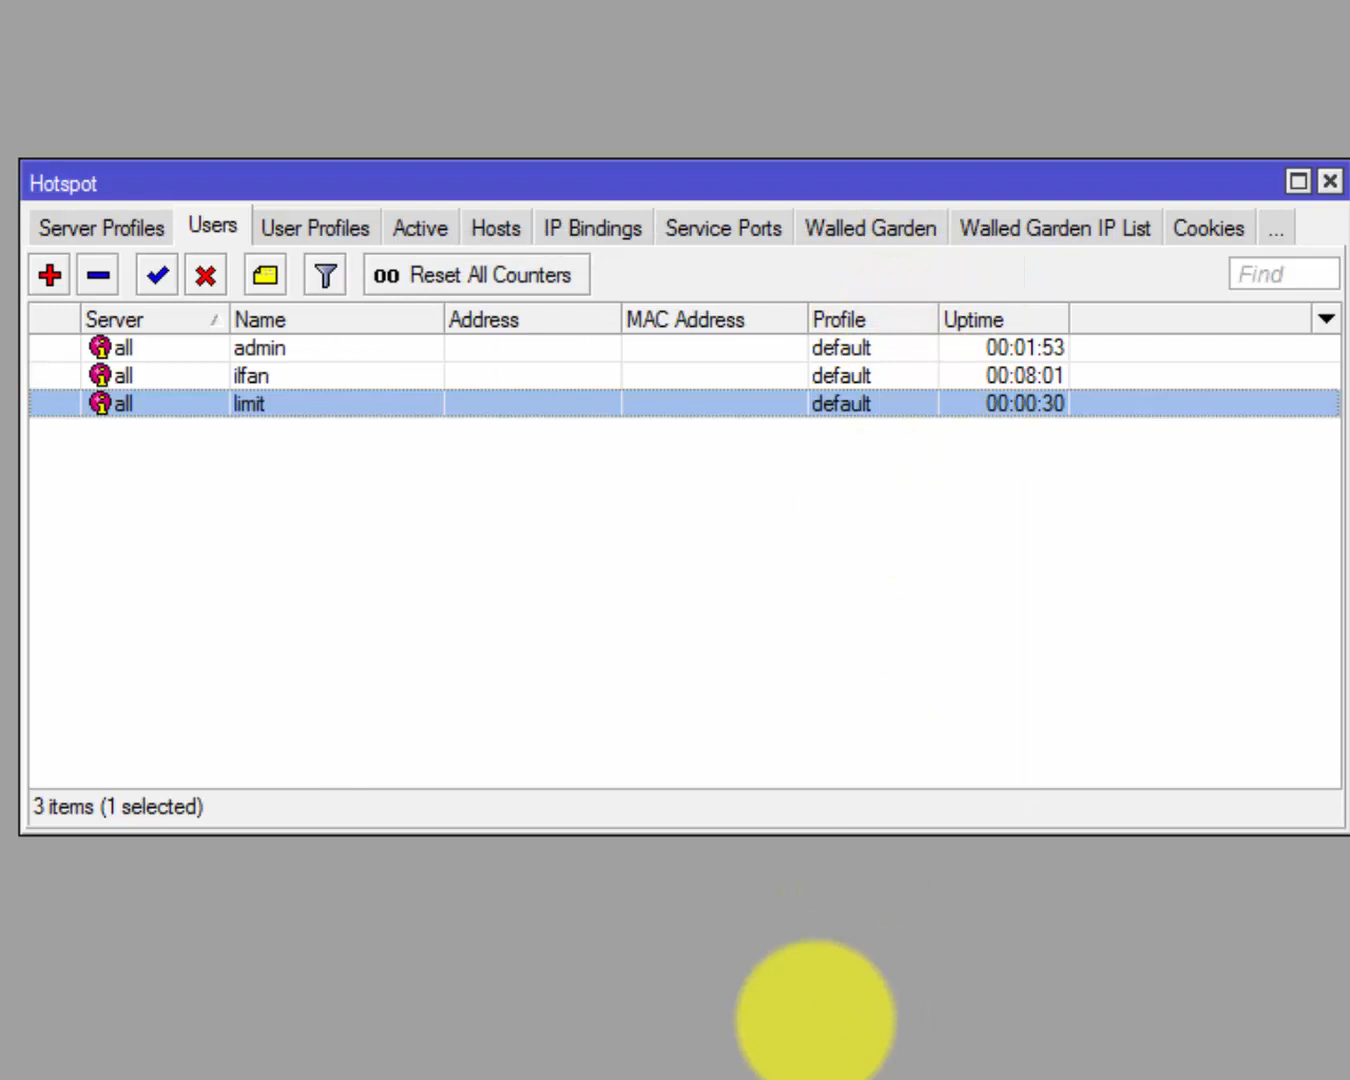 Hotspot
Server Profiles Users User Profiles Active Hosts IP Bindings Service Ports Walled Garden Walled Garden IP List Cookies ...
00 Reset All Counters Find
Server Name Address MAC Address Profile Uptime
all admin default 00:01:53
all ilfan default 00:08:01
all limit default 00:00:30
3 items (1 selected)